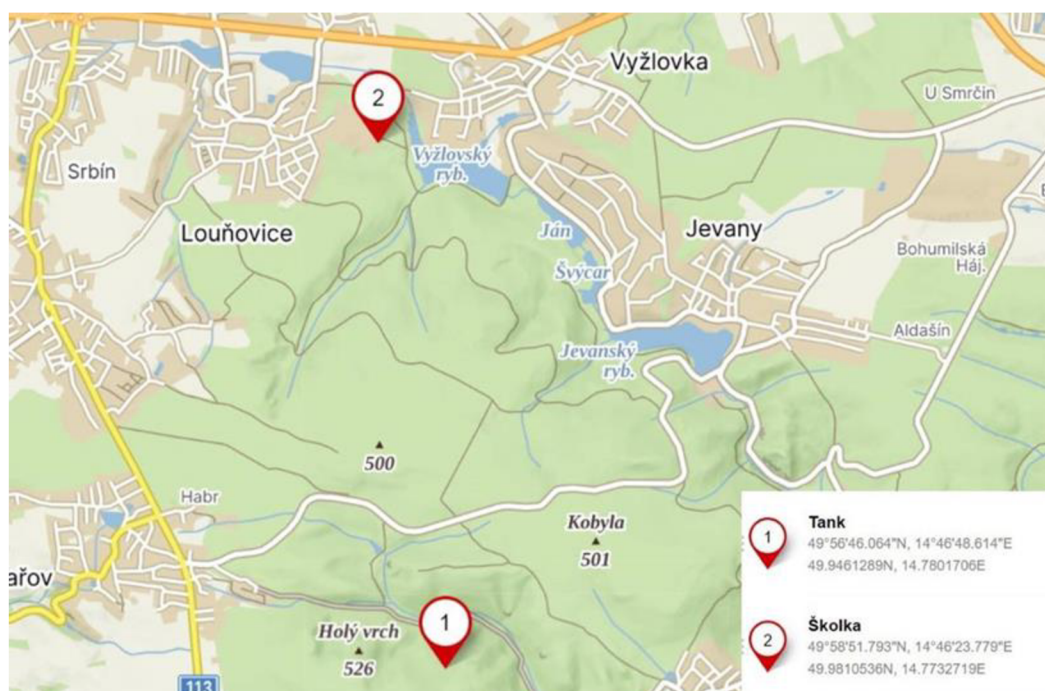 2
Vyžlovka
U Smrčin
Srbín
Vyžlovský
ryb.
Louňovice
Ján
Jevany
Bohumilská
Háj.
Švýcar
Aldašín
Jevanský
ryb.
500
Habr
Kobyla
501
ařov
Holý vrch
526
1
113
1
Tank
49°56'46.064"N, 14°46'48.614"E
49.9461289N, 14.7801706E
2
Školka
49°58'51.793"N, 14°46'23.779"E
49.9810536N, 14.7732719E